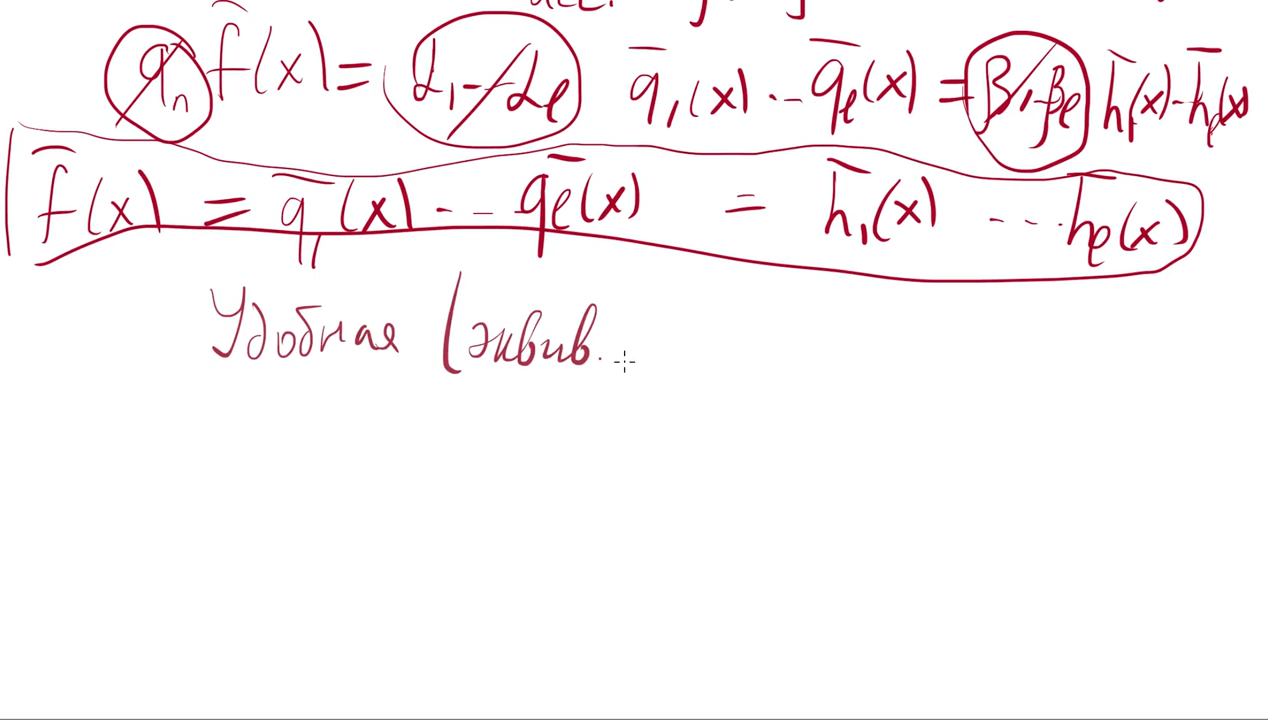 a_n f̄(x) = α_1 ... α_l q̄_1(x) ... q̄_l(x) = β_1 ... β_l h̄_1(x) ... h̄_l(x)
f̄(x) = q̄_1(x) ... q̄_l(x) = h̄_1(x) ... h̄_l(x)
Удобная (эквив.